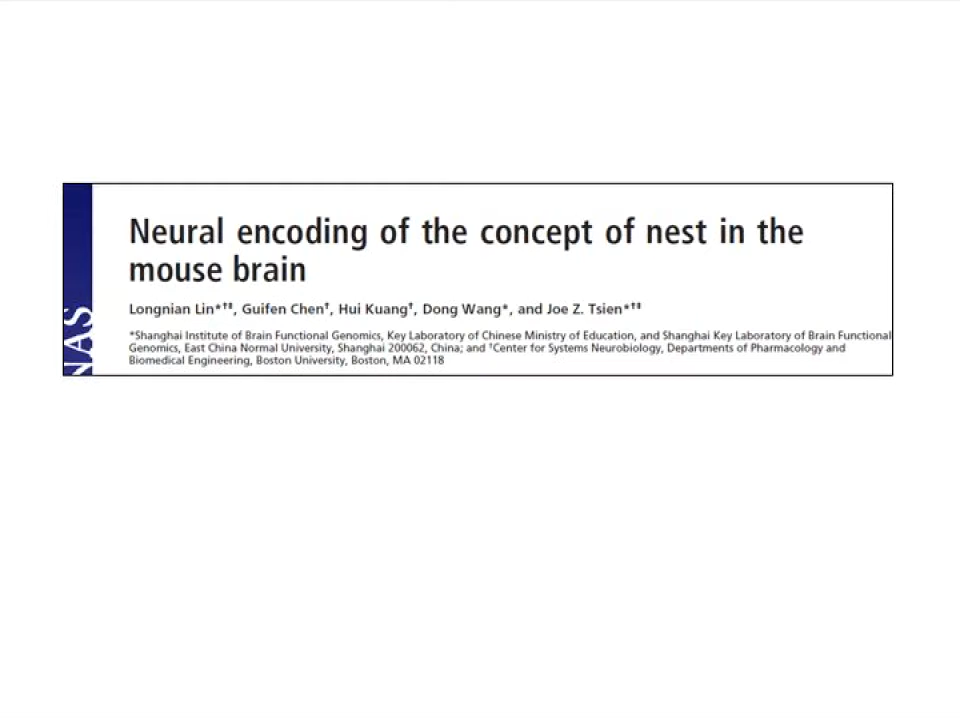 Neural encoding of the concept of nest in the
mouse brain
Longnian Lin*†‡, Guifen Chen†, Hui Kuang†, Dong Wang*, and Joe Z. Tsien*†‡
*Shanghai Institute of Brain Functional Genomics, Key Laboratory of Chinese Ministry of Education, and Shanghai Key Laboratory of Brain Functional
Genomics, East China Normal University, Shanghai 200062, China; and †Center for Systems Neurobiology, Departments of Pharmacology and
Biomedical Engineering, Boston University, Boston, MA 02118
NAS